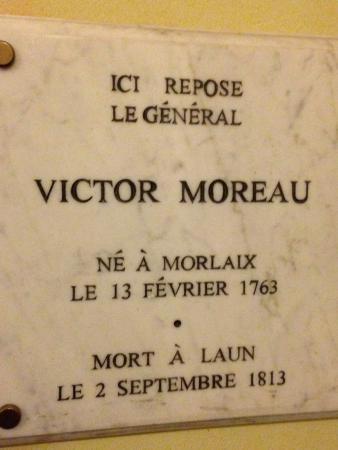 ICI REPOSE
LE GÉNÉRAL
VICTOR MOREAU
NÉ À MORLAIX
LE 13 FÉVRIER 1763
•
MORT À LAUN
LE 2 SEPTEMBRE 1813